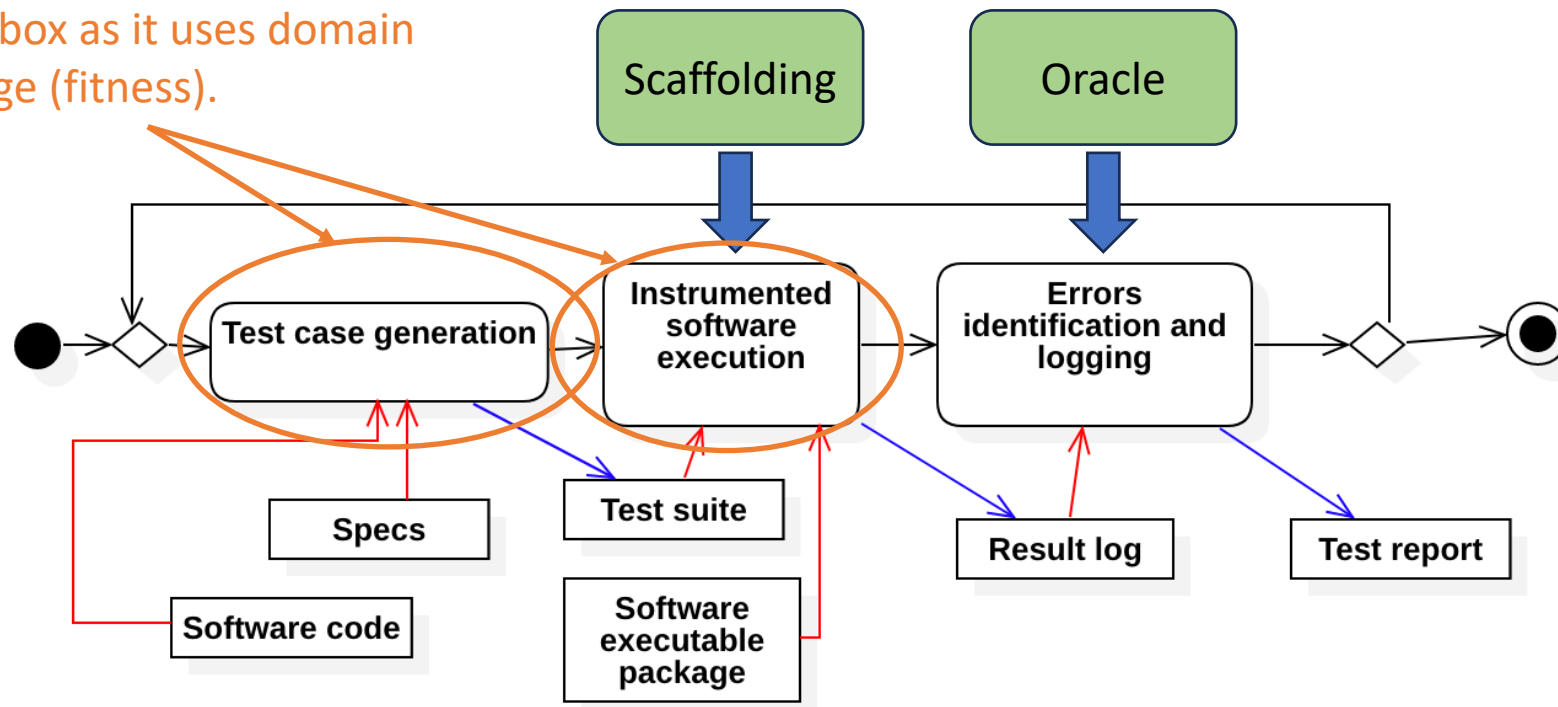 box as it uses domain
ge (fitness).
Scaffolding
Oracle
Test case generation
Instrumented
software
execution
Errors
identification and
logging
Specs
Test suite
Result log
Test report
Software code
Software
executable
package